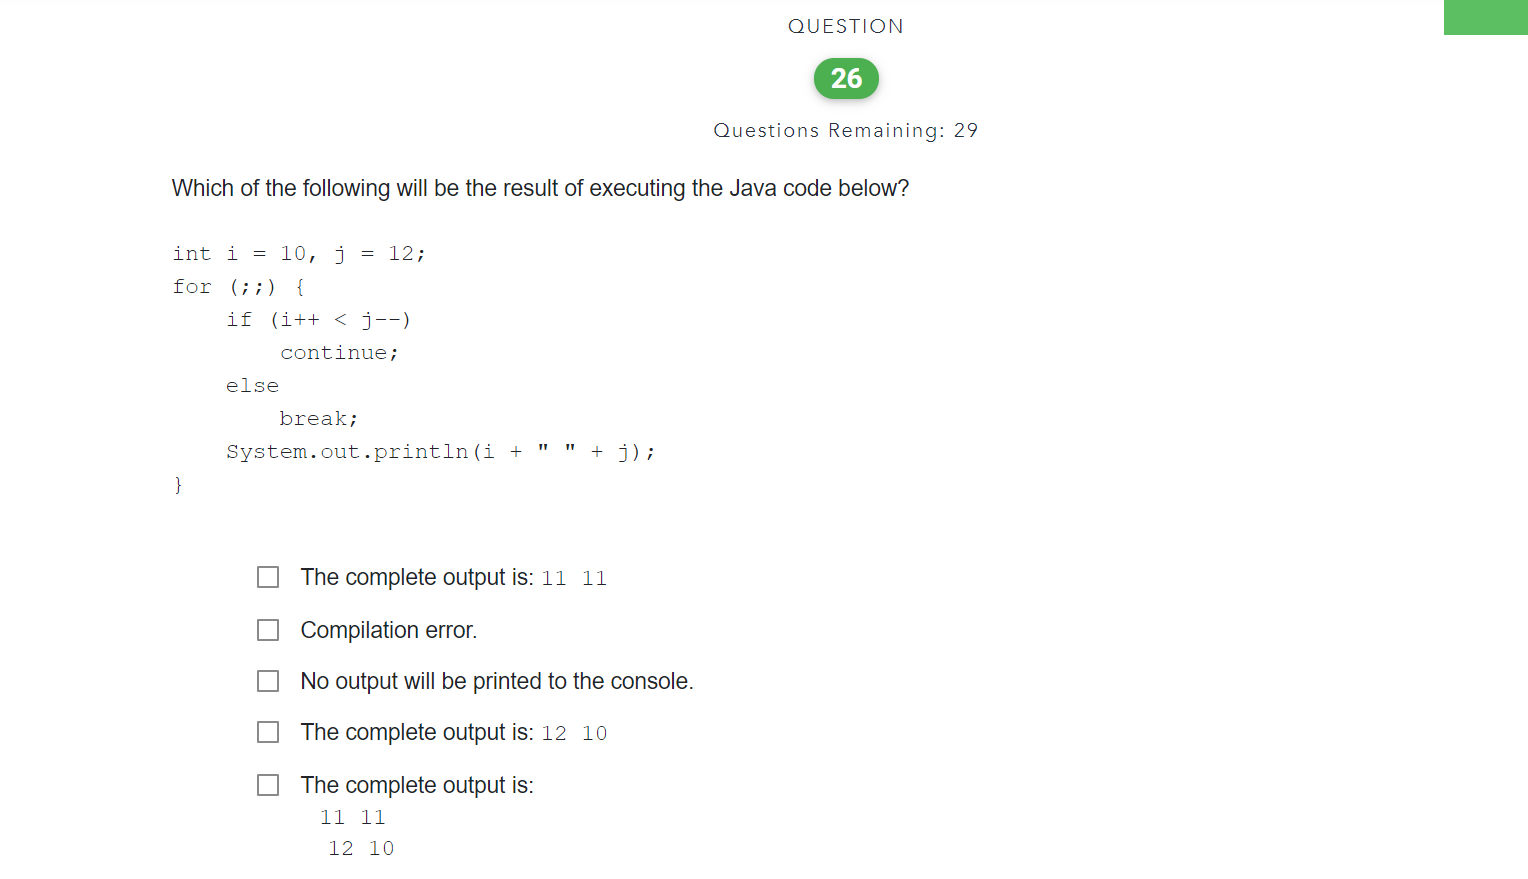 QUESTION
26
Questions Remaining: 29
Which of the following will be the result of executing the Java code below?
int i = 10, j = 12;
for (;;) {
    if (i++ < j--)
        continue;
    else
        break;
    System.out.println(i + " " + j);
}
The complete output is: 11 11
Compilation error.
No output will be printed to the console.
The complete output is: 12 10
The complete output is:
11 11
12 10